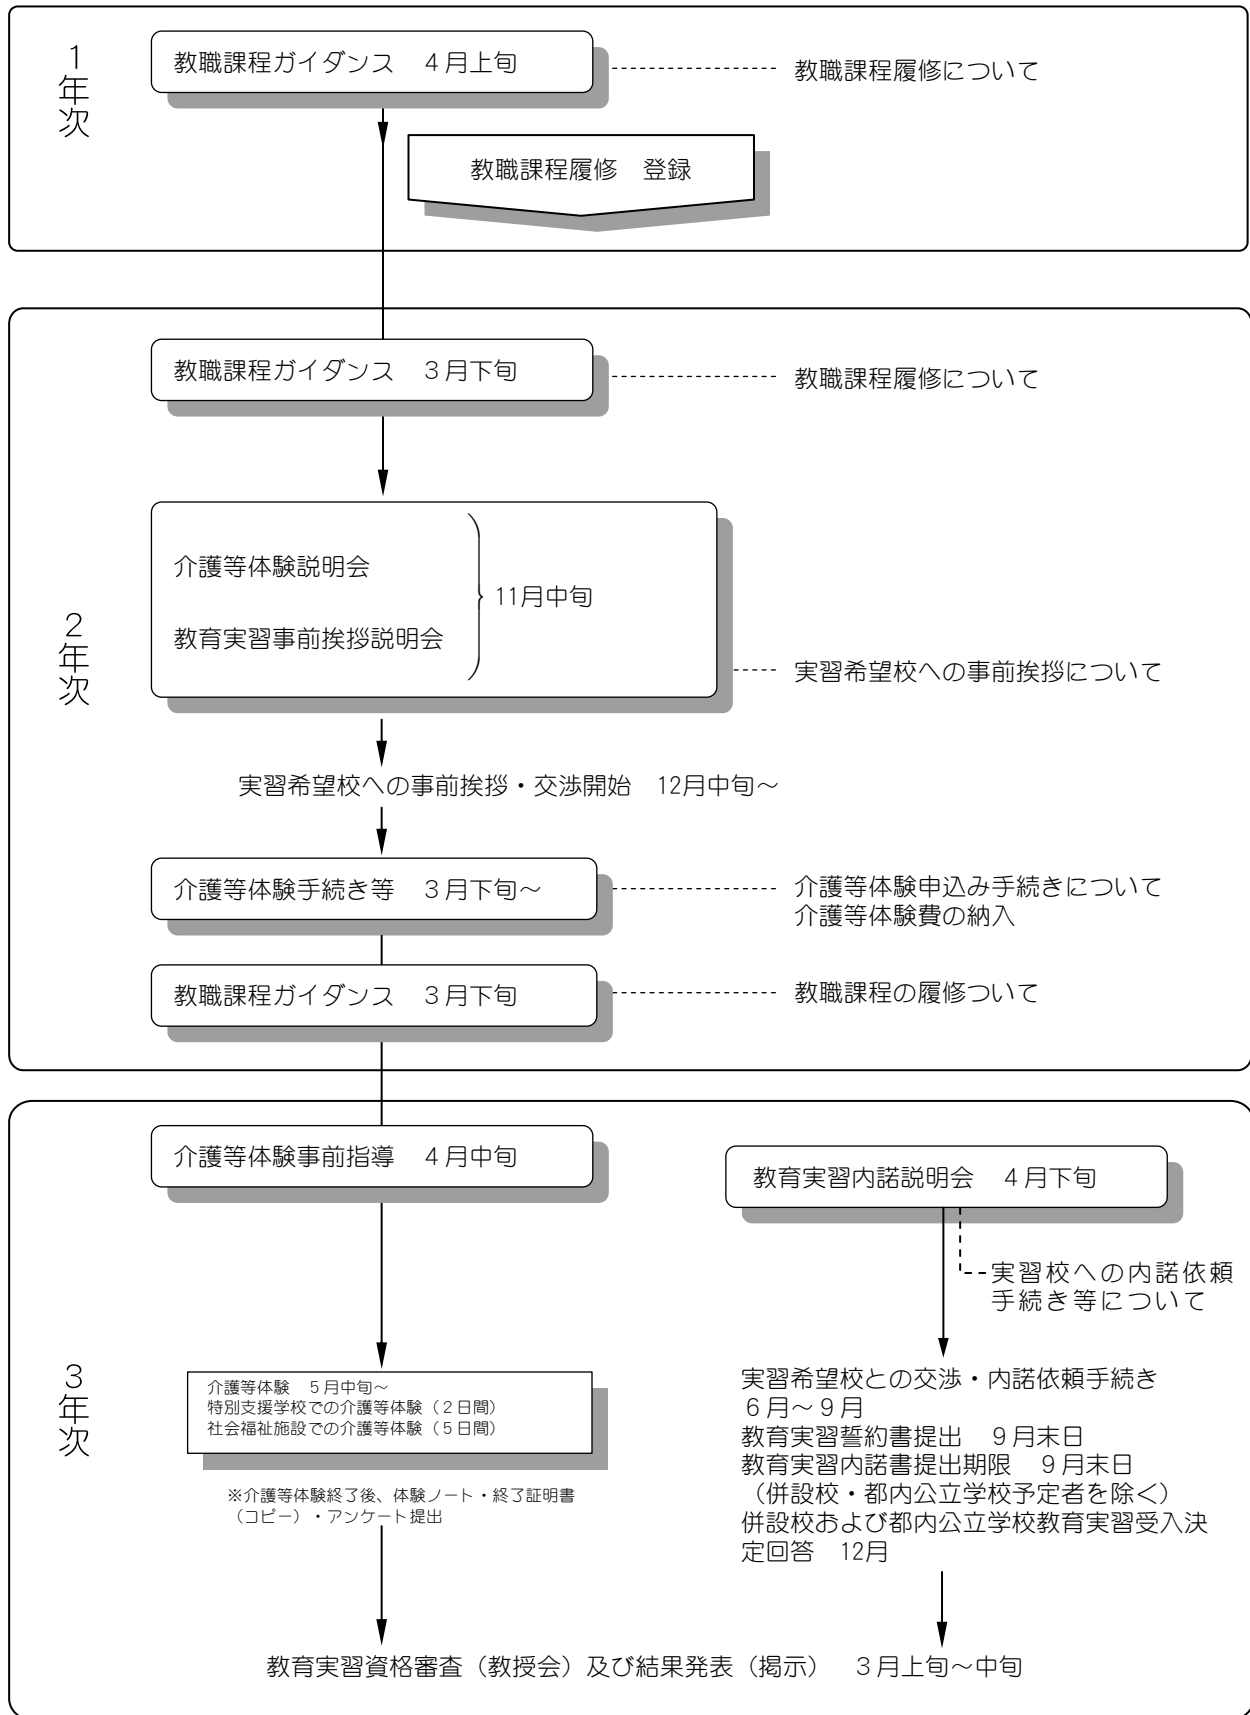 1年次
教職課程ガイダンス　4月上旬
教職課程履修について
教職課程履修　登録
2年次
教職課程ガイダンス　3月下旬
教職課程履修について
介護等体験説明会
教育実習事前挨拶説明会
11月中旬
実習希望校への事前挨拶について
実習希望校への事前挨拶・交渉開始　12月中旬～
介護等体験手続き等　3月下旬～
介護等体験申込み手続きについて
介護等体験費の納入
教職課程ガイダンス　3月下旬
教職課程の履修ついて
3年次
介護等体験事前指導　4月中旬
教育実習内諾説明会　4月下旬
実習校への内諾依頼
手続き等について
介護等体験　5月中旬～
特別支援学校での介護等体験（2日間）
社会福祉施設での介護等体験（5日間）
※介護等体験終了後、体験ノート・終了証明書
（コピー）・アンケート提出
実習希望校との交渉・内諾依頼手続き
6月～9月
教育実習誓約書提出　9月末日
教育実習内諾書提出期限　9月末日
（併設校・都内公立学校予定者を除く）
併設校および都内公立学校教育実習受入決
定回答　12月
教育実習資格審査（教授会）及び結果発表（掲示）　3月上旬～中旬